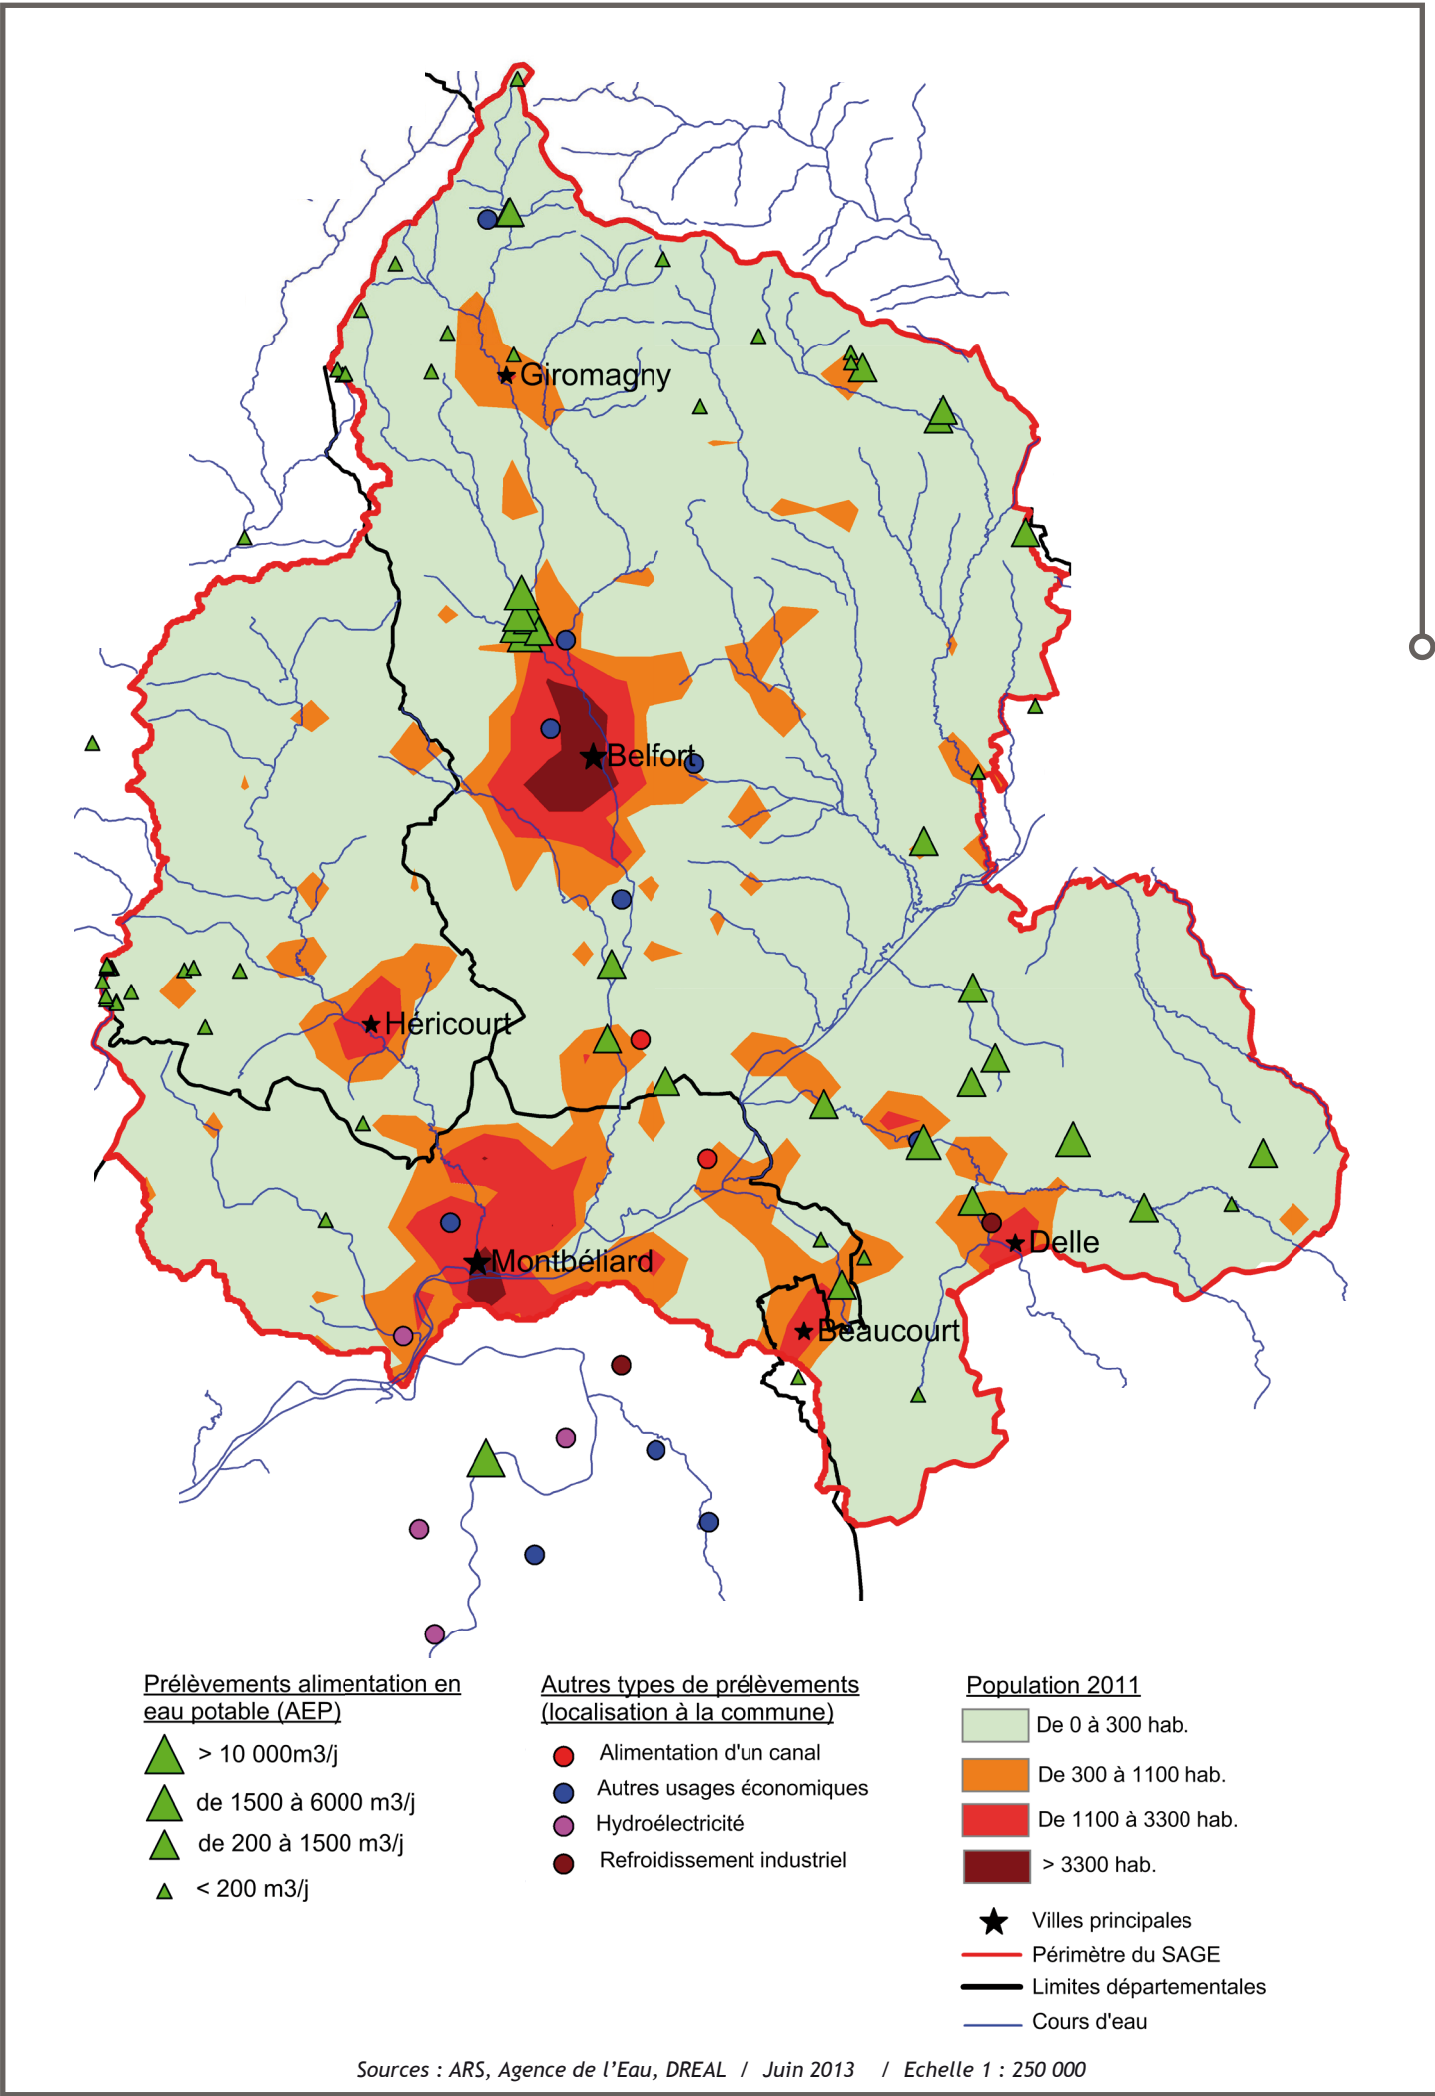 Giromagny
Belfort
Héricourt
Montbéliard
Delle
Beaucourt
Prélèvements alimentation en
eau potable (AEP)
> 10 000m3/j
de 1500 à 6000 m3/j
de 200 à 1500 m3/j
< 200 m3/j
Autres types de prélèvements
(localisation à la commune)
Alimentation d'un canal
Autres usages économiques
Hydroélectricité
Refroidissement industriel
Population 2011
De 0 à 300 hab.
De 300 à 1100 hab.
De 1100 à 3300 hab.
> 3300 hab.
Villes principales
Périmètre du SAGE
Limites départementales
Cours d'eau
Sources : ARS, Agence de l'Eau, DREAL / Juin 2013 / Echelle 1 : 250 000